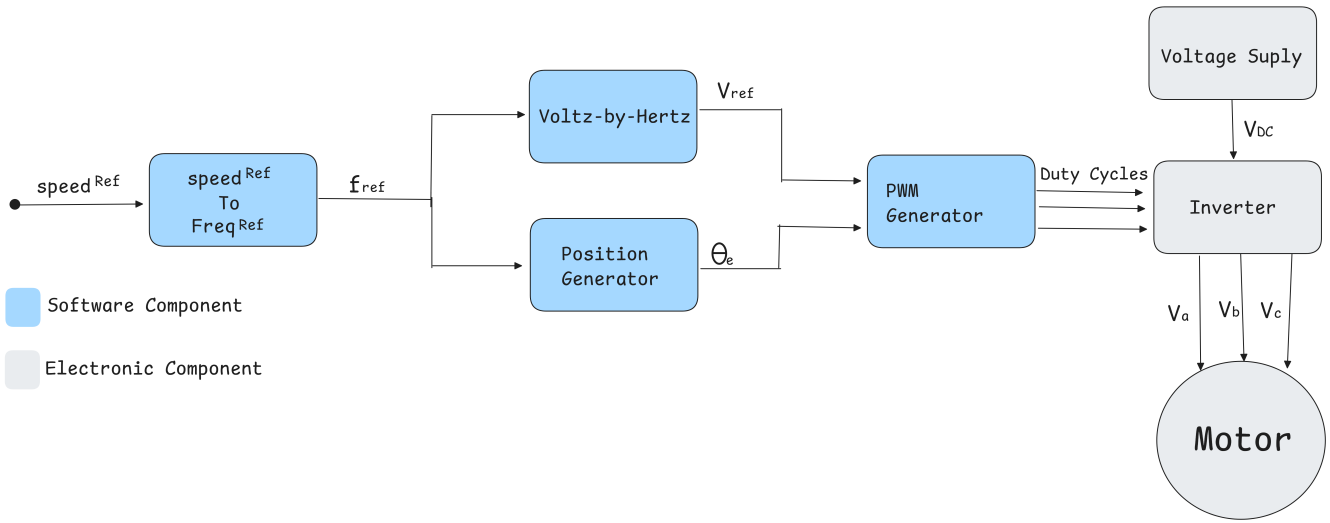 speed Ref
speed Ref
To
Freq Ref
fref
Voltz-by-Hertz
Vref
Position
Generator
θe
PWM
Generator
Duty Cycles
Voltage Suply
VDC
Inverter
Va
Vb
Vc
Motor
Software Component
Electronic Component